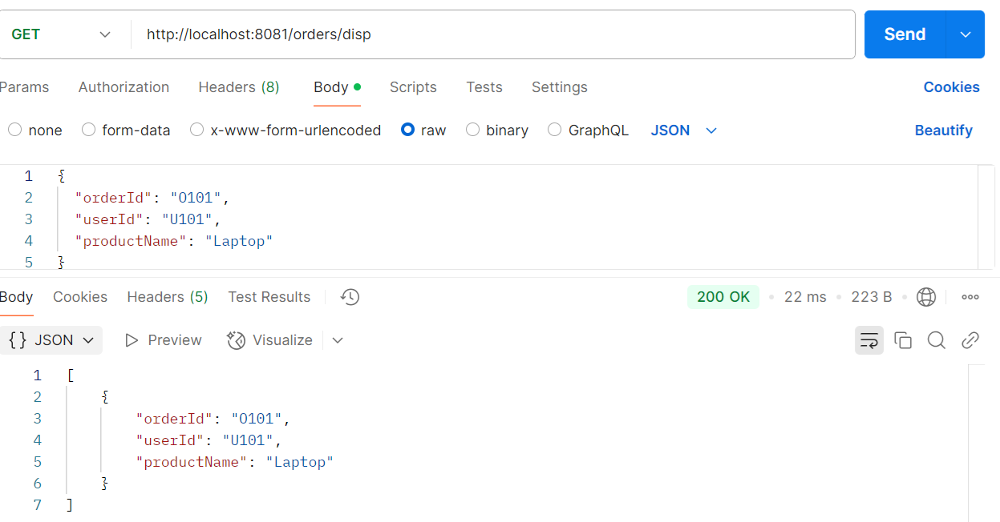 GET http://localhost:8081/orders/disp Send
Params Authorization Headers (8) Body Scripts Tests Settings Cookies
none form-data x-www-form-urlencoded raw binary GraphQL JSON Beautify
1 {
2 "orderId": "O101",
3 "userId": "U101",
4 "productName": "Laptop"
5 }
Body Cookies Headers (5) Test Results 200 OK 22 ms 223 B
{} JSON Preview Visualize
1 [
2 {
3 "orderId": "O101",
4 "userId": "U101",
5 "productName": "Laptop"
6 }
7 ]